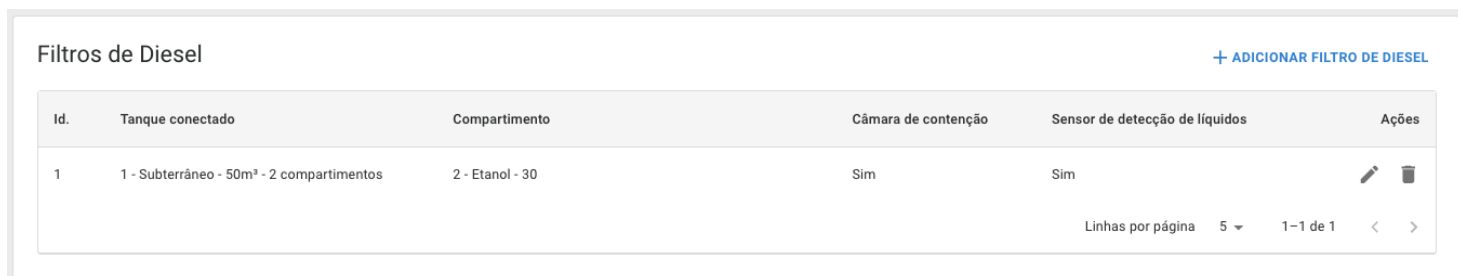 Filtros de Diesel
+ ADICIONAR FILTRO DE DIESEL
Id. Tanque conectado Compartimento Câmara de contenção Sensor de detecção de líquidos Ações
1 1 - Subterrâneo - 50m³ - 2 compartimentos 2 - Etanol - 30 Sim Sim
Linhas por página 5 1–1 de 1